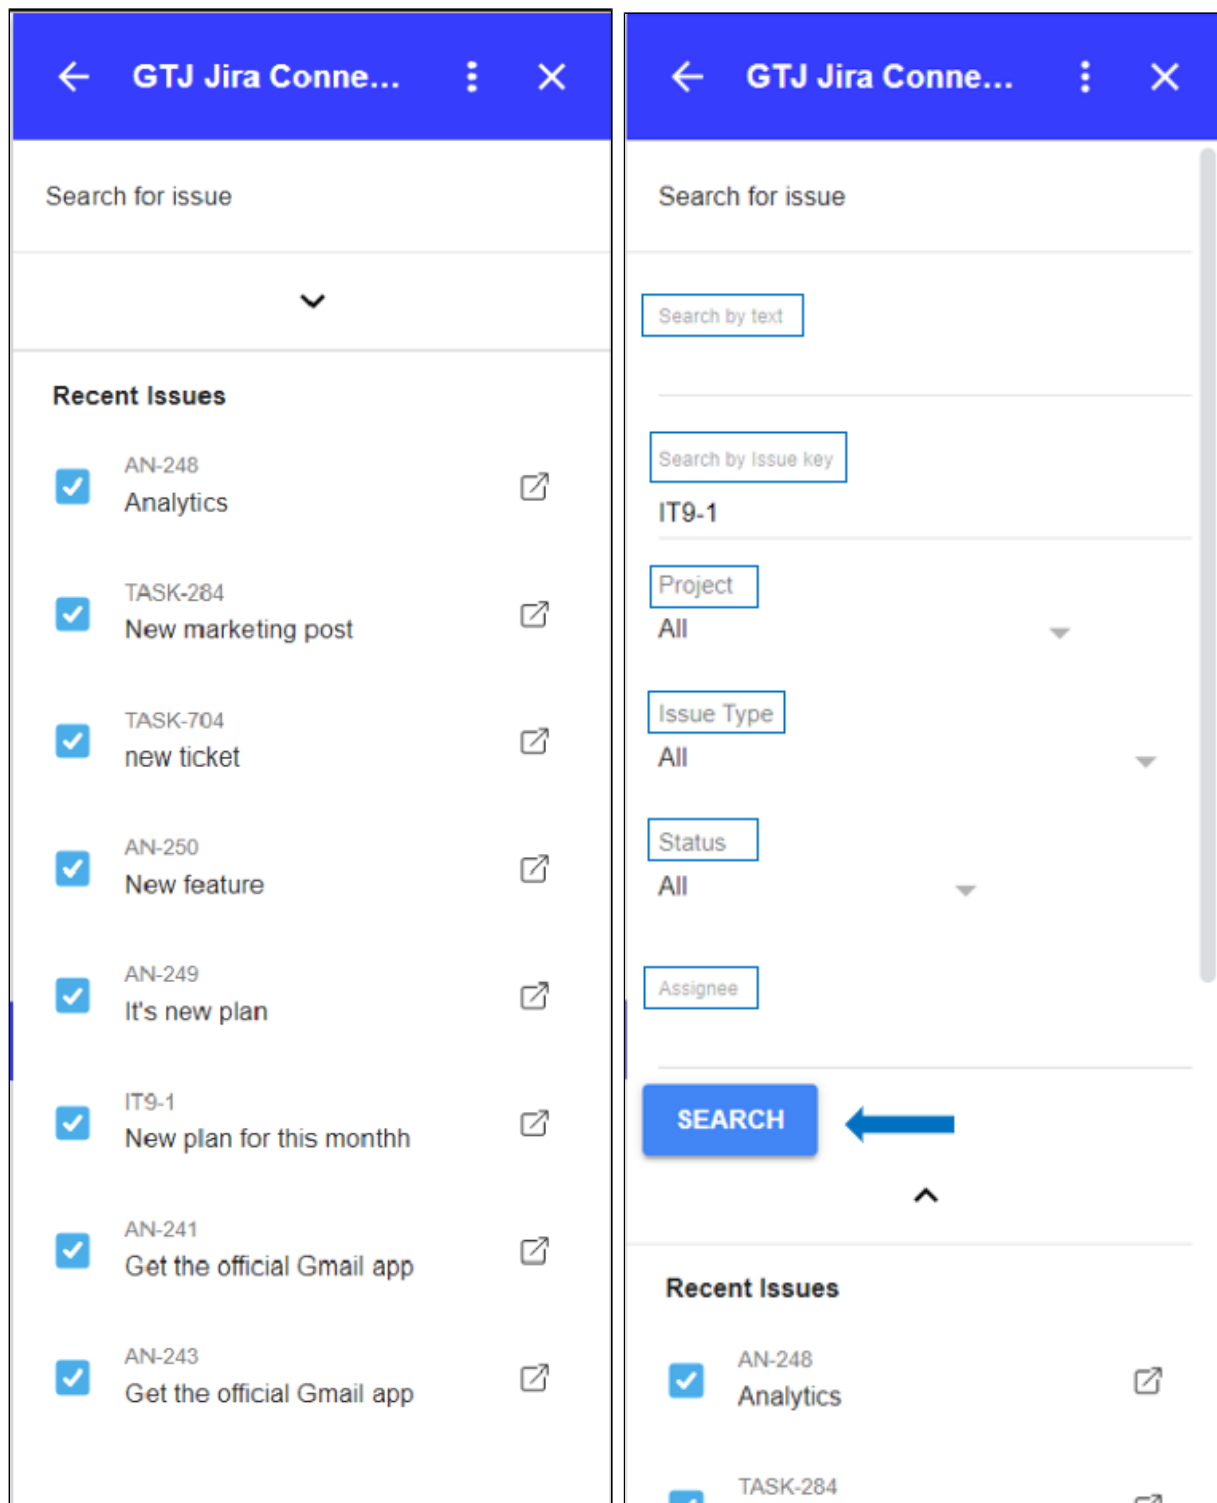 GTJ Jira Conne...
Search for issue
Recent Issues
AN-248
Analytics
TASK-284
New marketing post
TASK-704
new ticket
AN-250
New feature
AN-249
It's new plan
IT9-1
New plan for this monthh
AN-241
Get the official Gmail app
AN-243
Get the official Gmail app
GTJ Jira Conne...
Search for issue
Search by text
Search by Issue key
IT9-1
Project
All
Issue Type
All
Status
All
Assignee
SEARCH
Recent Issues
AN-248
Analytics
TASK-284